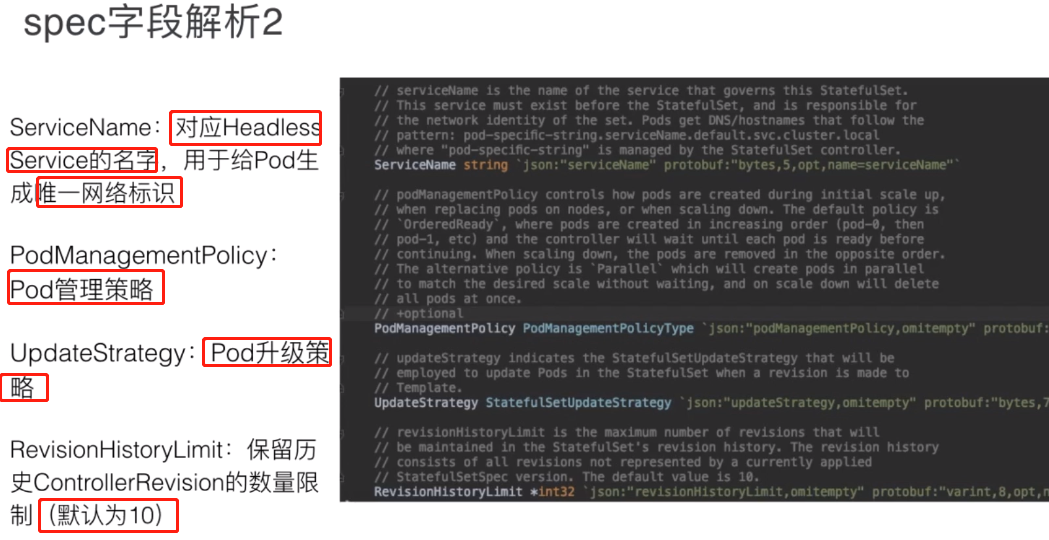 spec字段解析2
ServiceName：对应Headless
Service的名字，用于给Pod生
成唯一网络标识
PodManagementPolicy：
Pod管理策略
UpdateStrategy：Pod升级策
略
RevisionHistoryLimit：保留历
史ControllerRevision的数量限
制（默认为10）
// serviceName is the name of the service that governs this StatefulSet.
// This service must exist before the StatefulSet, and is responsible for
// the network identity of the set. Pods get DNS/hostnames that follow the
// pattern: pod-specific-string.serviceName.default.svc.cluster.local
// where "pod-specific-string" is managed by the StatefulSet controller.
ServiceName string `json:"serviceName" protobuf:"bytes,5,opt,name=serviceName"`
// podManagementPolicy controls how pods are created during initial scale up,
// when replacing pods on nodes, or when scaling down. The default policy is
// `OrderedReady`, where pods are created in increasing order (pod-0, then
// pod-1, etc) and the controller will wait until each pod is ready before
// continuing. When scaling down, the pods are removed in the opposite order.
// The alternative policy is `Parallel` which will create pods in parallel
// to match the desired scale without waiting, and on scale down will delete
// all pods at once.
// +optional
PodManagementPolicy PodManagementPolicyType `json:"podManagementPolicy,omitempty" protobuf:
// updateStrategy indicates the StatefulSetUpdateStrategy that will be
// employed to update Pods in the StatefulSet when a revision is made to
// Template.
UpdateStrategy StatefulSetUpdateStrategy `json:"updateStrategy,omitempty" protobuf:"bytes,7
// revisionHistoryLimit is the maximum number of revisions that will
// be maintained in the StatefulSet's revision history. The revision history
// consists of all revisions not represented by a currently applied
// StatefulSetSpec version. The default value is 10.
RevisionHistoryLimit *int32 `json:"revisionHistoryLimit,omitempty" protobuf:"varint,8,opt,n